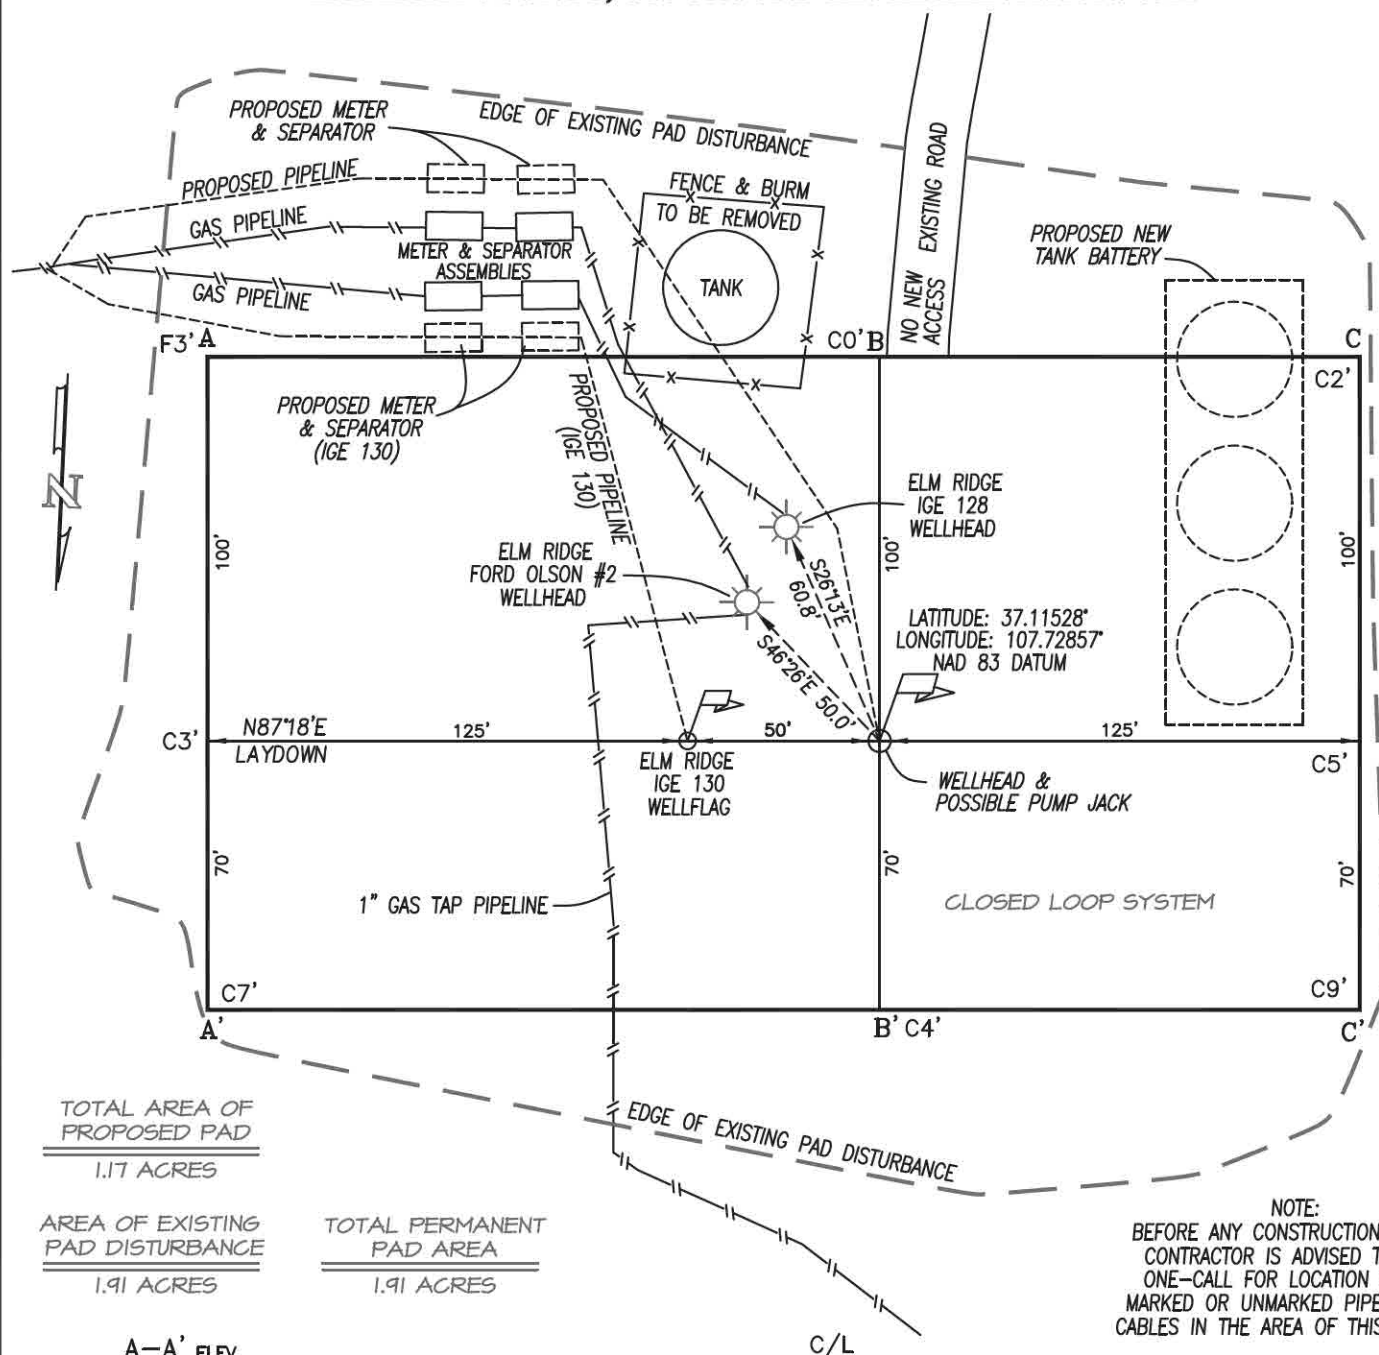 PROPOSED METER
& SEPARATOR
EDGE OF EXISTING PAD DISTURBANCE
PROPOSED PIPELINE
GAS PIPELINE
METER & SEPARATOR
ASSEMBLIES
GAS PIPELINE
FENCE & BURM
TO BE REMOVED
TANK
NO NEW
ACCESS
EXISTING ROAD
PROPOSED NEW
TANK BATTERY
F3' A
C0' B
C
C2'
PROPOSED METER
& SEPARATOR
(IGE 130)
PROPOSED PIPELINE
(IGE 130)
N
100'
ELM RIDGE
FORD OLSON #2
WELLHEAD
ELM RIDGE
IGE 128
WELLHEAD
100'
100'
S26°13'E
60.8'
S46°26'E 50.0'
LATITUDE: 37.11528°
LONGITUDE: 107.72857°
NAD 83 DATUM
C3'
N87°18'E
LAYDOWN
125'
50'
125'
C5'
ELM RIDGE
IGE 130
WELLFLAG
WELLHEAD &
POSSIBLE PUMP JACK
70'
70'
70'
1" GAS TAP PIPELINE
CLOSED LOOP SYSTEM
C7'
C9'
A'
B' C4'
C'
TOTAL AREA OF
PROPOSED PAD
1.17 ACRES
EDGE OF EXISTING PAD DISTURBANCE
AREA OF EXISTING
PAD DISTURBANCE
1.91 ACRES
TOTAL PERMANENT
PAD AREA
1.91 ACRES
NOTE:
BEFORE ANY CONSTRUCTION
CONTRACTOR IS ADVISED T
ONE-CALL FOR LOCATION
MARKED OR UNMARKED PIPE
CABLES IN THE AREA OF THIS
A-A' ELEV.
C/L